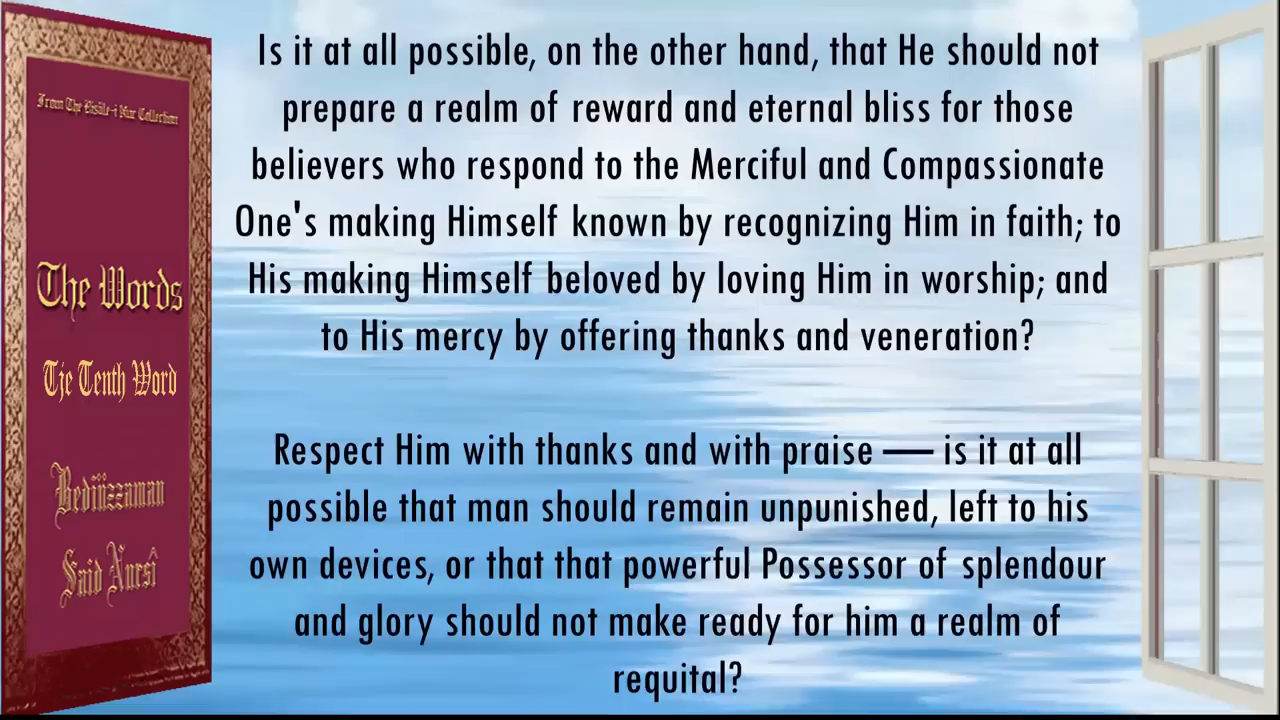 From The Risâle-i Nur Collection
The Words
Tje Tenth Word
Bediüzzaman
Said Nursî
Is it at all possible, on the other hand, that He should not
prepare a realm of reward and eternal bliss for those
believers who respond to the Merciful and Compassionate
One's making Himself known by recognizing Him in faith; to
His making Himself beloved by loving Him in worship; and
to His mercy by offering thanks and veneration?
Respect Him with thanks and with praise — is it at all
possible that man should remain unpunished, left to his
own devices, or that that powerful Possessor of splendour
and glory should not make ready for him a realm of
requital?